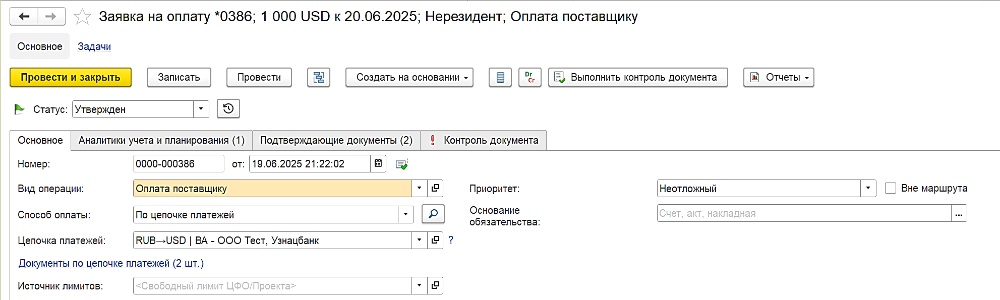 Заявка на оплату *0386; 1 000 USD к 20.06.2025; Нерезидент; Оплата поставщику
Основное Задачи
Провести и закрыть Записать Провести Создать на основании Dr Cr Выполнить контроль документа Отчеты
Статус: Утвержден
Основное Аналитики учета и планирования (1) Подтверждающие документы (2) Контроль документа
Номер: 0000-000386 от: 19.06.2025 21:22:02
Вид операции: Оплата поставщику Приоритет: Неотложный Вне маршрута
Способ оплаты: По цепочке платежей Основание обязательства: Счет, акт, накладная ...
Цепочка платежей: RUB→USD | ВА - ООО Тест, Узнацбанк ?
Документы по цепочке платежей (2 шт.)
Источник лимитов: <Свободный лимит ЦФО/Проекта>